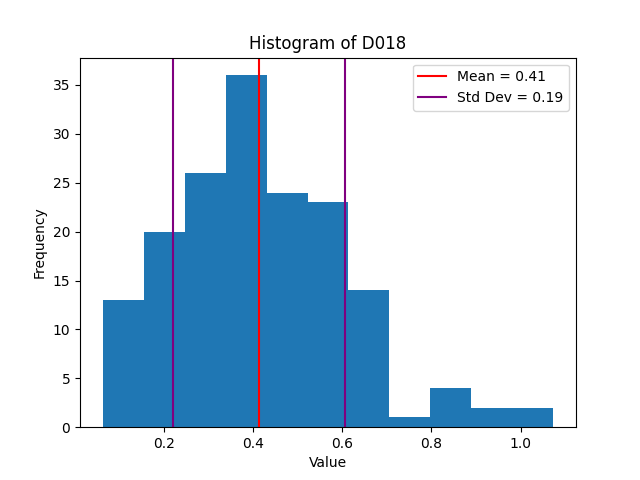 Histogram of D018
Mean = 0.41
Std Dev = 0.19
Frequency
35
30
25
20
15
10
5
0
0.2 0.4 0.6 0.8 1.0
Value